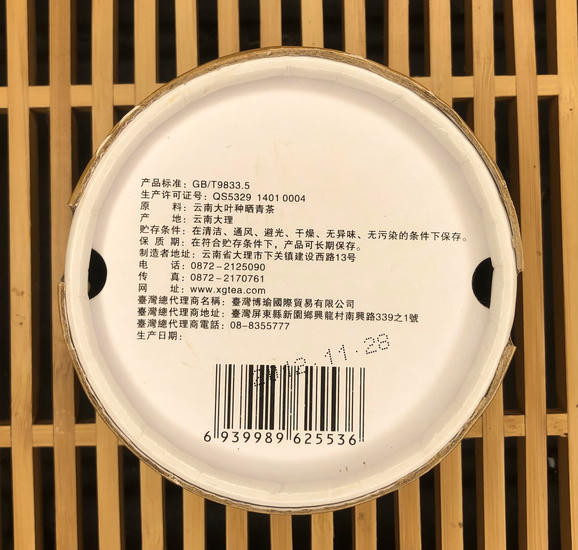 产品标准: GB/T9833.5
生产许可证号: QS5329 1401 0004
原 料: 云南大叶种晒青茶
产 地: 云南大理
贮存条件: 在清洁、通风、避光、干燥、无异味、无污染的条件下保存。
保 质 期: 在符合贮存条件下, 产品可长期保存。
制造者地址: 云南省大理市下关镇建设西路13号
电 话: 0872-2125090
传 真: 0872-2170761
网 址: www.xgtea.com
臺灣總代理商名稱: 臺灣博瑜國際貿易有限公司
臺灣總代理商地址: 臺灣屏東縣新園鄉興龍村南興路339之1號
臺灣總代理商電話: 08-8355777
生产日期:
11.28
6 939989 625536